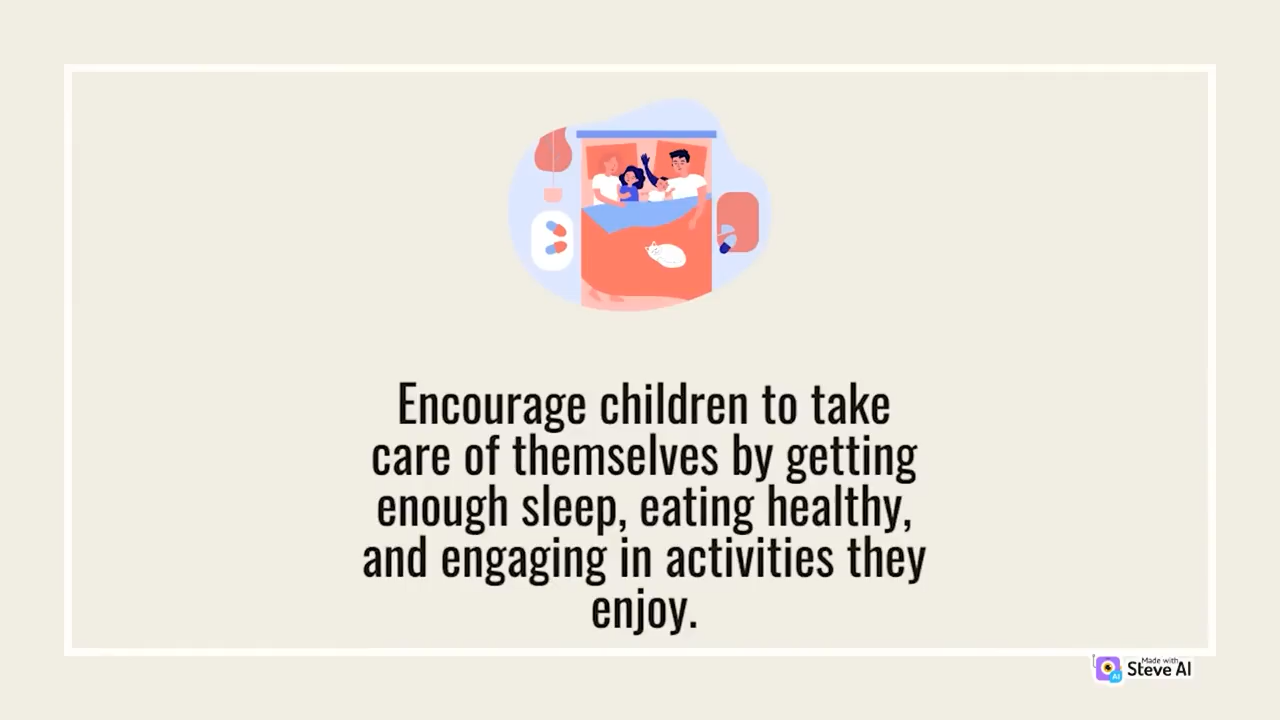 Encourage children to take
care of themselves by getting
enough sleep, eating healthy,
and engaging in activities they
enjoy.
Made with
Steve AI
AI